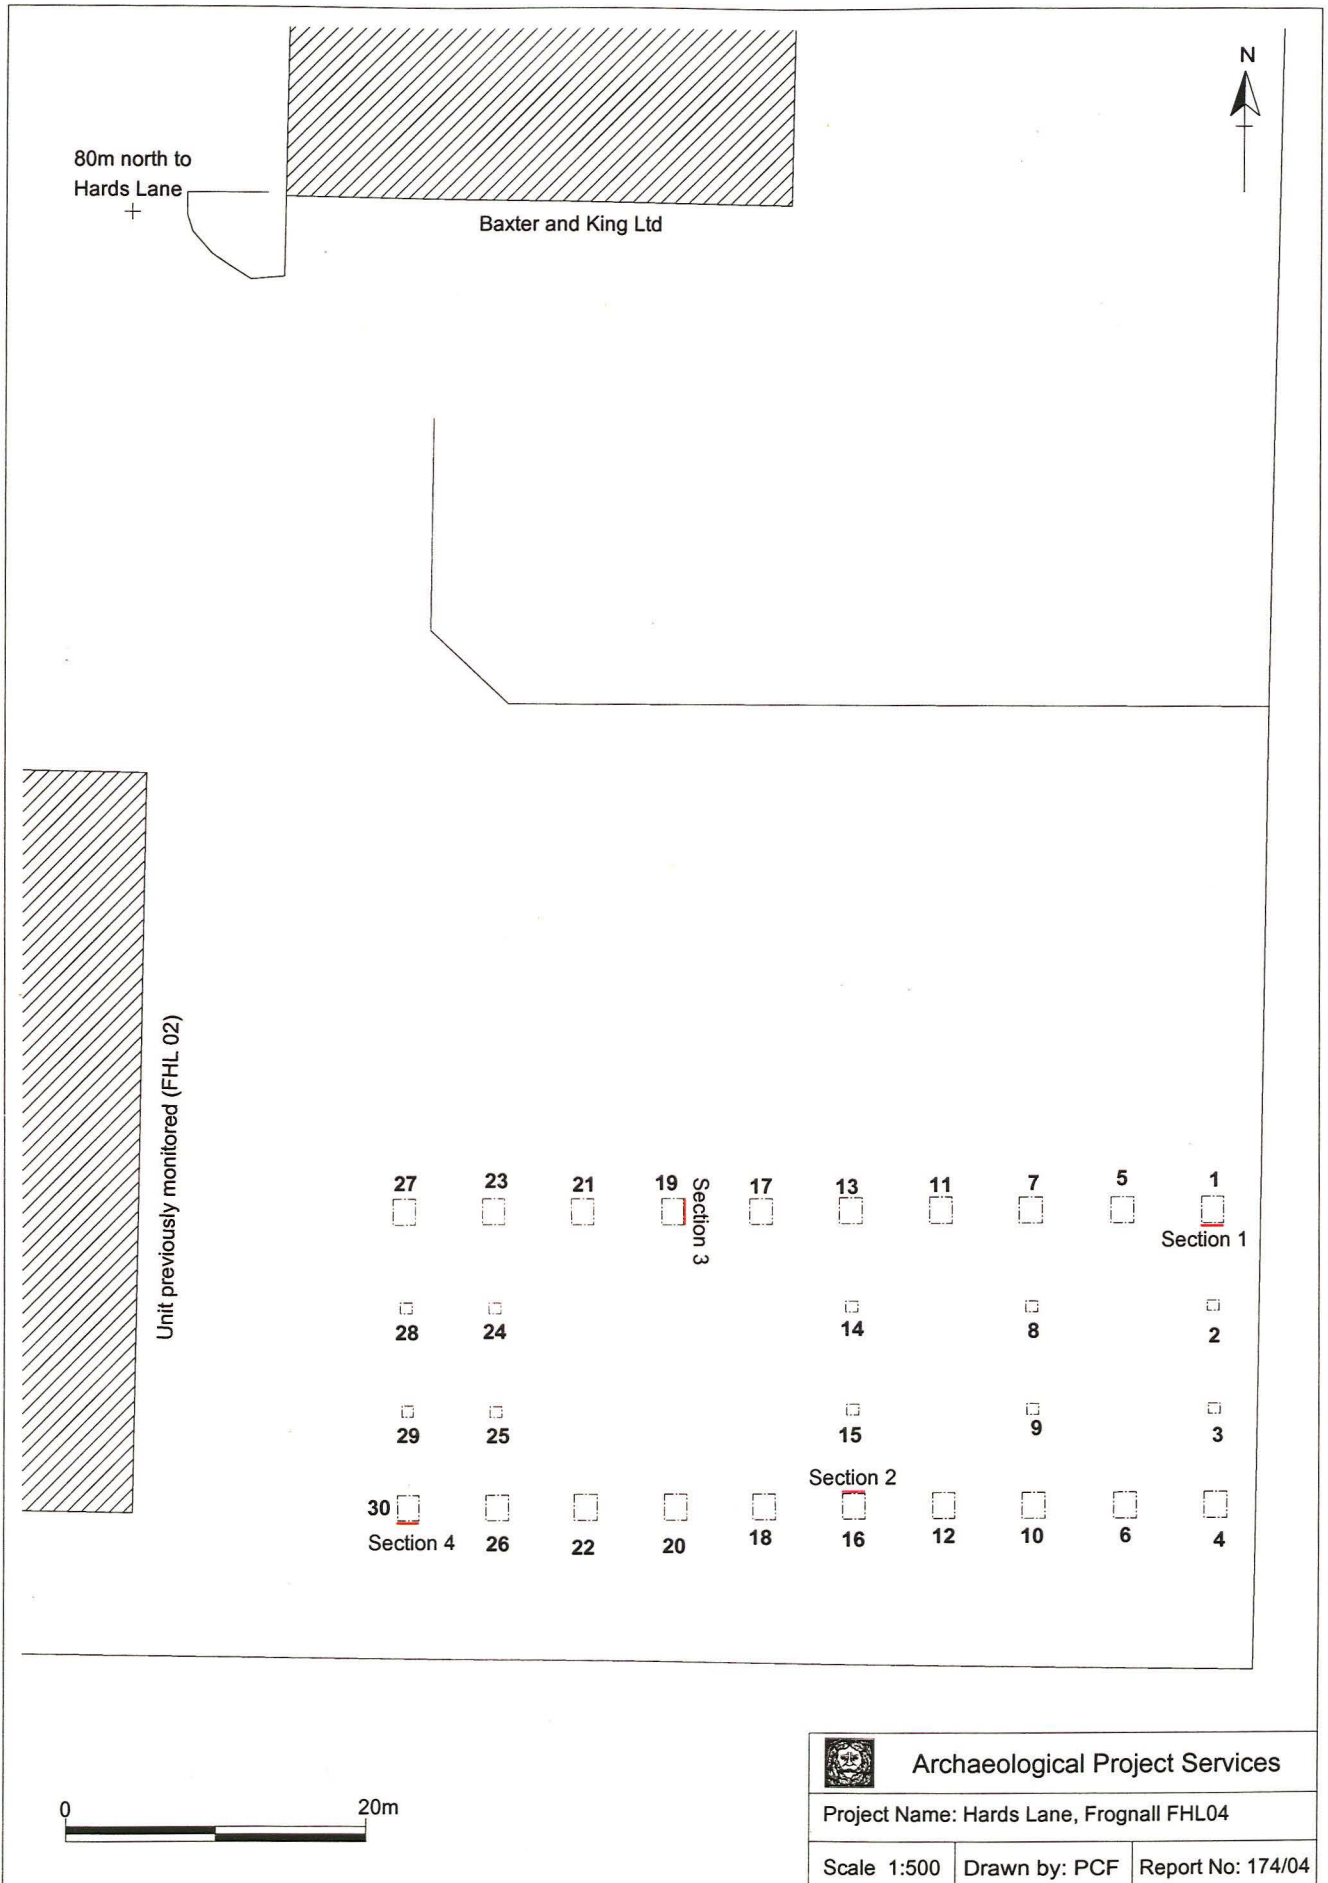 N
80m north to
Hards Lane
Baxter and King Ltd
Unit previously monitored (FHL 02)
27 23 21 19 17 13 11 7 5 1
Section 3
Section 1
28 24 14 8 2
29 25 15 9 3
Section 2
30
Section 4 26 22 20 18 16 12 10 6 4
0 20m
Archaeological Project Services
Project Name: Hards Lane, Frognall FHL04
Scale 1:500 Drawn by: PCF Report No: 174/04